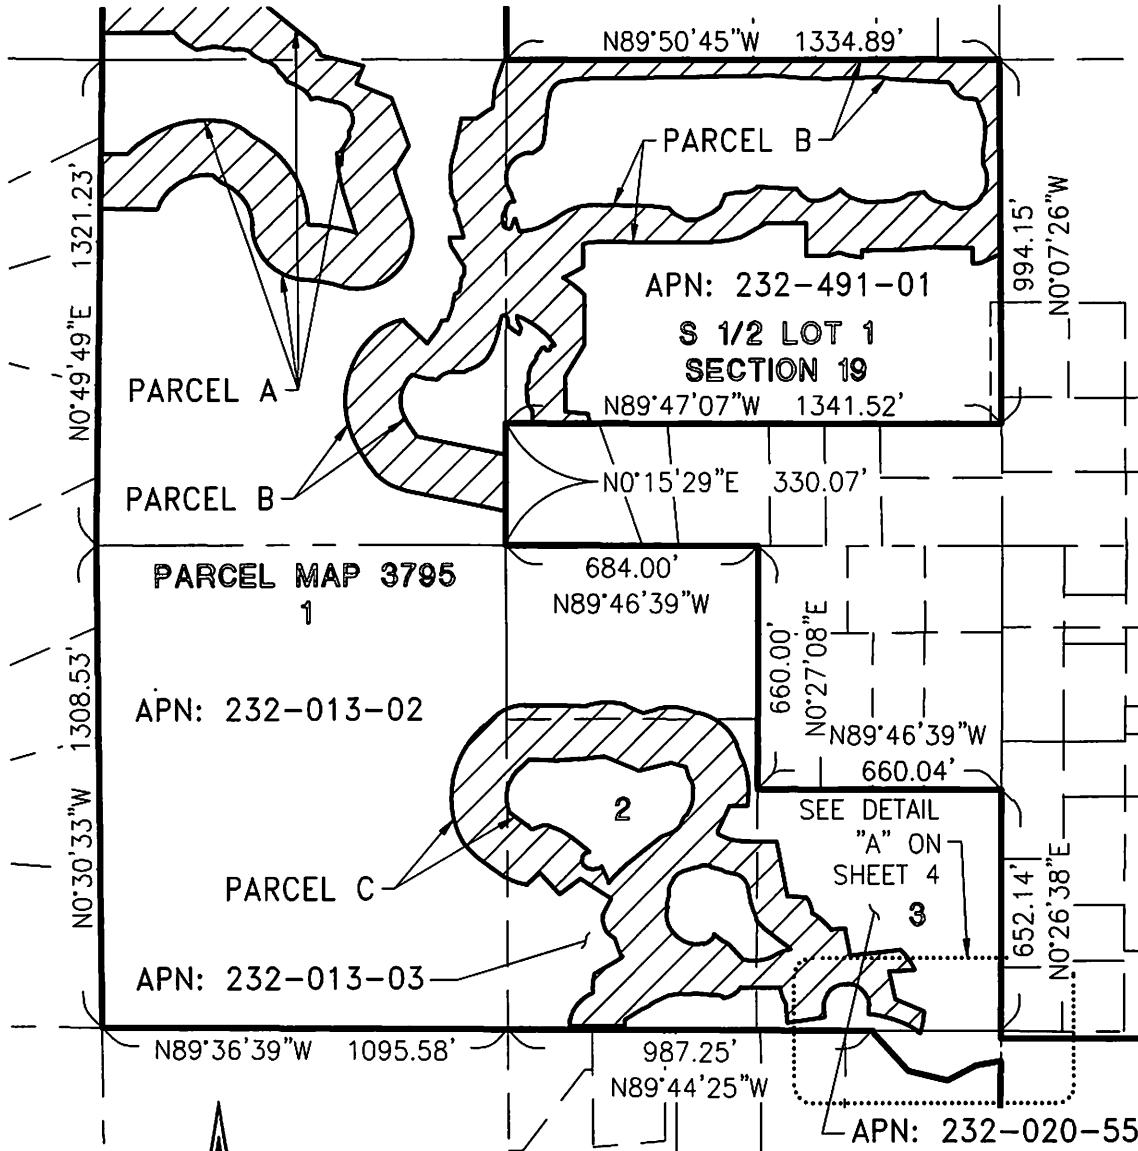 N89°50'45"W 1334.89'
PARCEL B
N0°49'49"E 1321.23'
994.15'
N0°07'26"W
APN: 232-491-01
S 1/2 LOT 1
SECTION 19
PARCEL A
N89°47'07"W 1341.52'
PARCEL B
N0°15'29"E 330.07'
PARCEL MAP 3795
1
684.00'
N89°46'39"W
660.00'
N0°27'08"E
APN: 232-013-02
N0°30'33"W 1308.53'
N89°46'39"W
660.04'
2
SEE DETAIL
"A" ON
SHEET 4
3
PARCEL C
652.14'
N0°26'38"E
APN: 232-013-03
N89°36'39"W 1095.58'
987.25'
N89°44'25"W
APN: 232-020-55